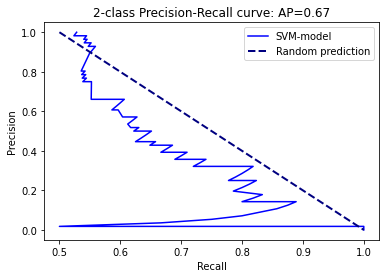 2-class Precision-Recall curve: AP=0.67
SVM-model
Random prediction
Precision
1.0
0.8
0.6
0.4
0.2
0.0
0.5 0.6 0.7 0.8 0.9 1.0
Recall